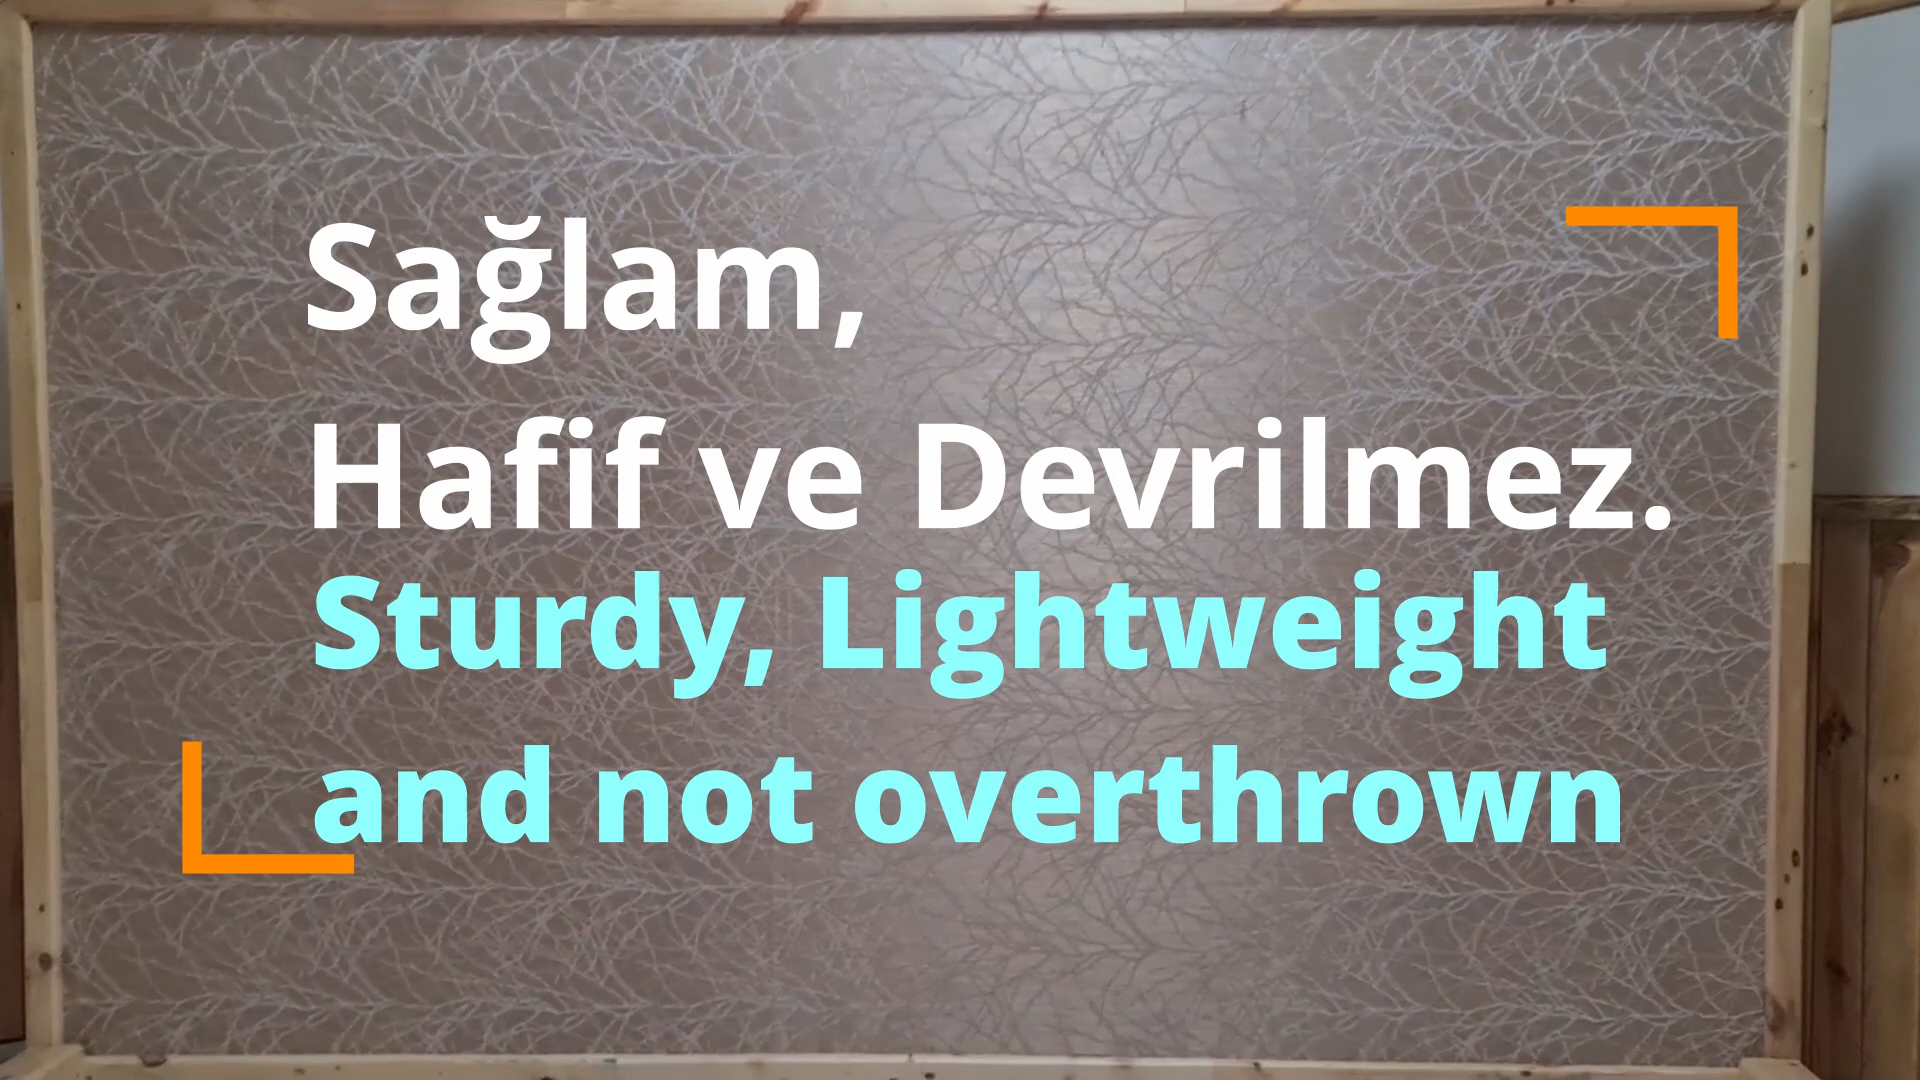 Sağlam,
Hafif ve Devrilmez.
Sturdy, Lightweight
and not overthrown